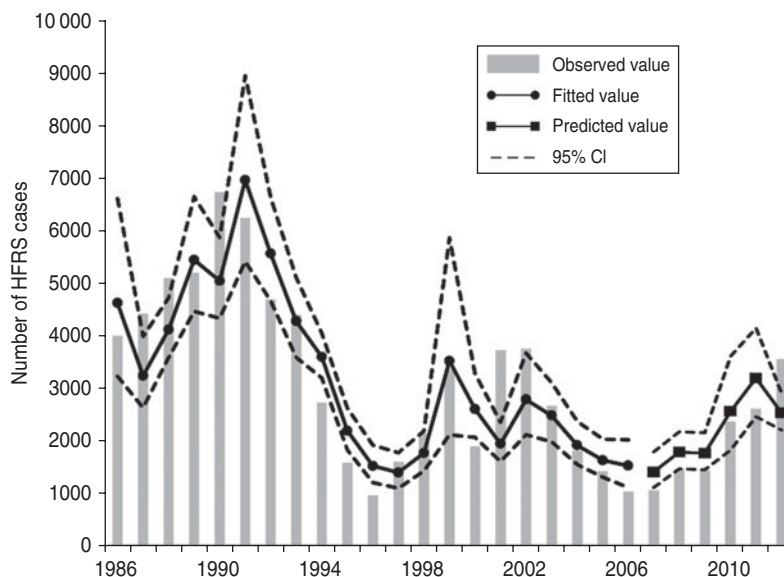 10 000
9000
8000
7000
6000
5000
4000
3000
2000
1000
0
Number of HFRS cases
Observed value
Fitted value
Predicted value
95% CI
1986 1990 1994 1998 2002 2006 2010